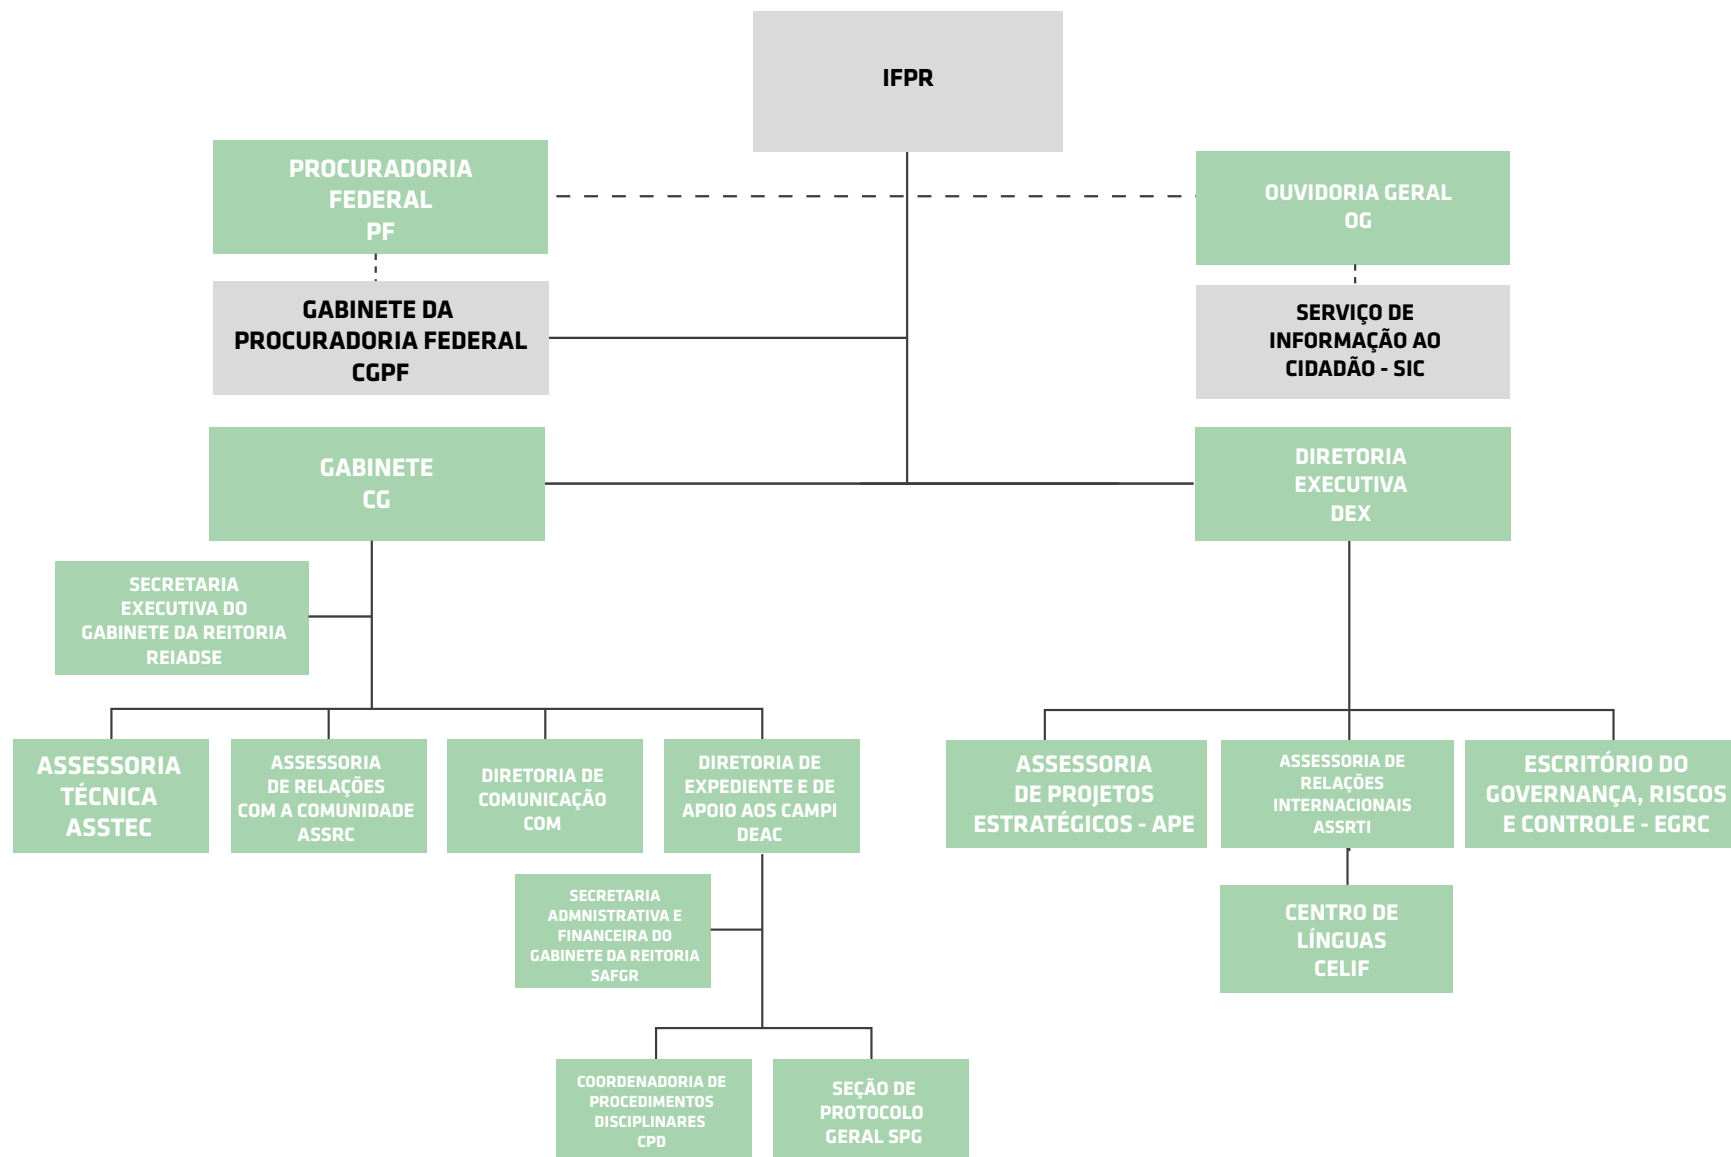 IFPR
PROCURADORIA
FEDERAL
PF
OUVIDORIA GERAL
OG
GABINETE DA
PROCURADORIA FEDERAL
CGPF
SERVIÇO DE
INFORMAÇÃO AO
CIDADÃO - SIC
GABINETE
CG
DIRETORIA
EXECUTIVA
DEX
SECRETARIA
EXECUTIVA DO
GABINETE DA REITORIA
REIADSE
ASSESSORIA
TÉCNICA
ASSTEC
ASSESSORIA
DE RELAÇÕES
COM A COMUNIDADE
ASSRC
DIRETORIA DE
COMUNICAÇÃO
COM
DIRETORIA DE
EXPEDIENTE E DE
APOIO AOS CAMPI
DEAC
ASSESSORIA
DE PROJETOS
ESTRATÉGICOS - APE
ASSESSORIA DE
RELAÇÕES
INTERNACIONAIS
ASSRTI
ESCRITÓRIO DO
GOVERNANÇA, RISCOS
E CONTROLE - EGRC
SECRETARIA
ADMNISTRATIVA E
FINANCEIRA DO
GABINETE DA REITORIA
SAFGR
CENTRO DE
LÍNGUAS
CELIF
COORDENADORIA DE
PROCEDIMENTOS
DISCIPLINARES
CPD
SEÇÃO DE
PROTOCOLO
GERAL SPG